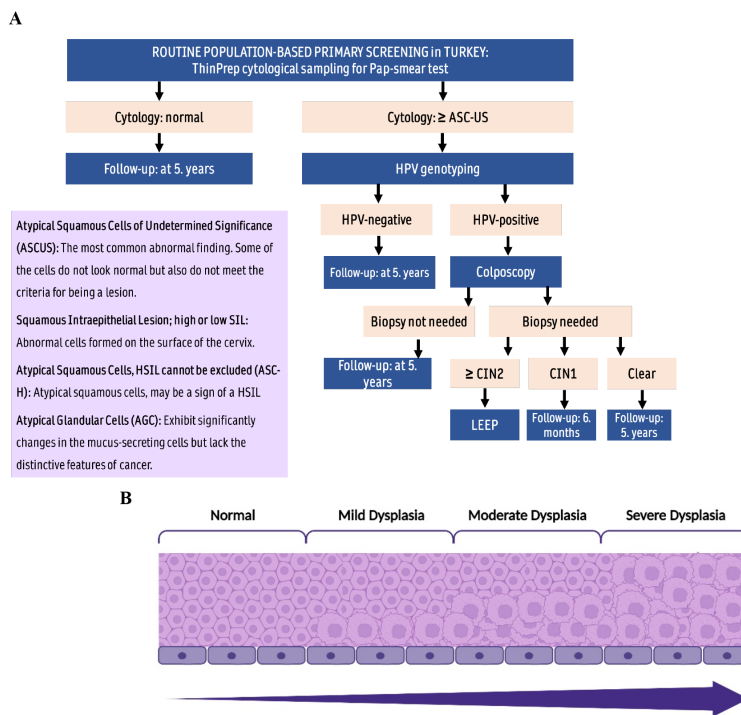 A
ROUTINE POPULATION-BASED PRIMARY SCREENING in TURKEY:
ThinPrep cytological sampling for Pap-smear test
Cytology: normal
Cytology: ≥ ASC-US
Follow-up: at 5. years
HPV genotyping
HPV-negative
HPV-positive
Follow-up: at 5. years
Colposcopy
Biopsy not needed
Biopsy needed
Follow-up: at 5.
years
≥ CIN2
CIN1
Clear
LEEP
Follow-up: 6.
months
Follow-up:
5. years
Atypical Squamous Cells of Undetermined Significance
(ASCUS): The most common abnormal finding. Some of
the cells do not look normal but also do not meet the
criteria for being a lesion.
Squamous Intraepithelial Lesion; high or low SIL:
Abnormal cells formed on the surface of the cervix.
Atypical Squamous Cells, HSIL cannot be excluded (ASC-
H): Atypical squamous cells, may be a sign of a HSIL
Atypical Glandular Cells (AGC): Exhibit significantly
changes in the mucus-secreting cells but lack the
distinctive features of cancer.
B
Normal
Mild Dysplasia
Moderate Dysplasia
Severe Dysplasia